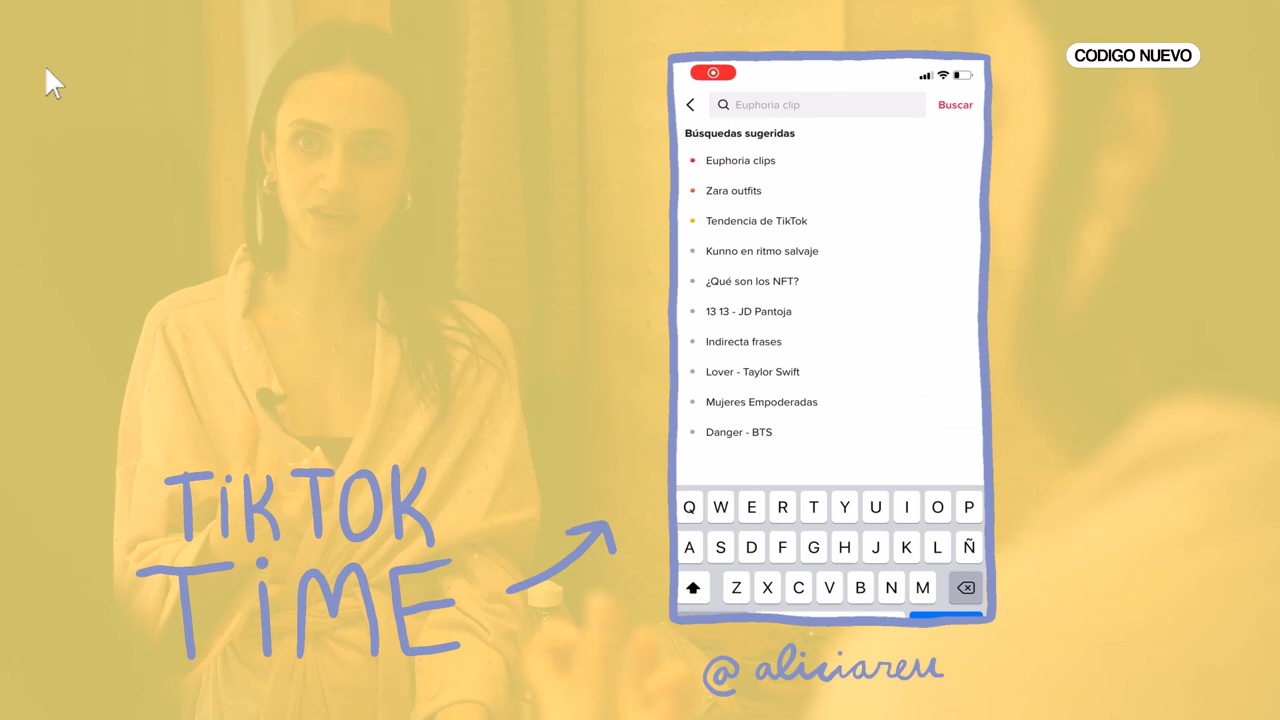 CODIGO NUEVO
Euphoria clip
Buscar
Búsquedas sugeridas
Euphoria clips
Zara outfits
Tendencia de TikTok
Kunno en ritmo salvaje
¿Qué son los NFT?
13 13 - JD Pantoja
Indirecta frases
Lover - Taylor Swift
Mujeres Empoderadas
Danger - BTS
Q W E R T Y U I O P
A S D F G H J K L Ñ
Z X C V B N M
TiKTOK
TiME
@aliciareu